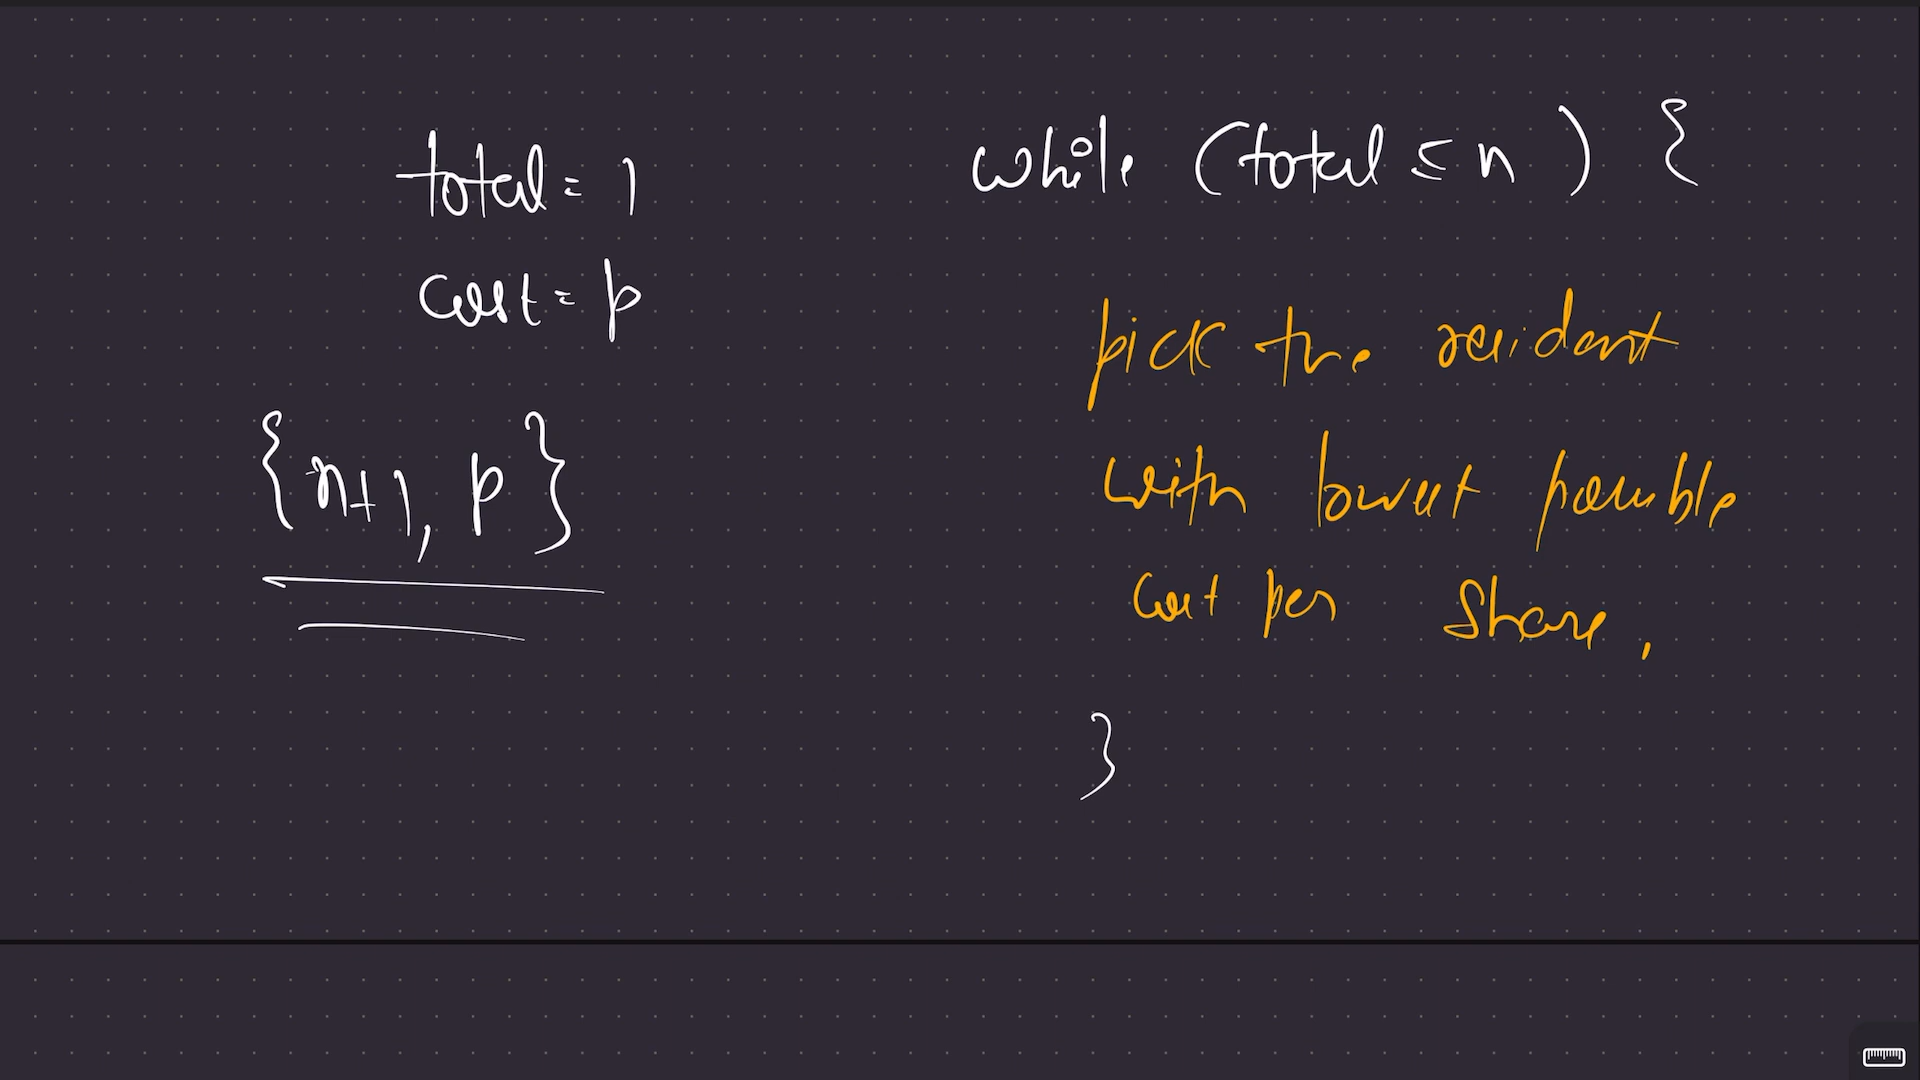 total = 1
cost = p
{n+1, p}
while (total ≤ n) {
pick the resident
with lowest possible
cost per share,
}